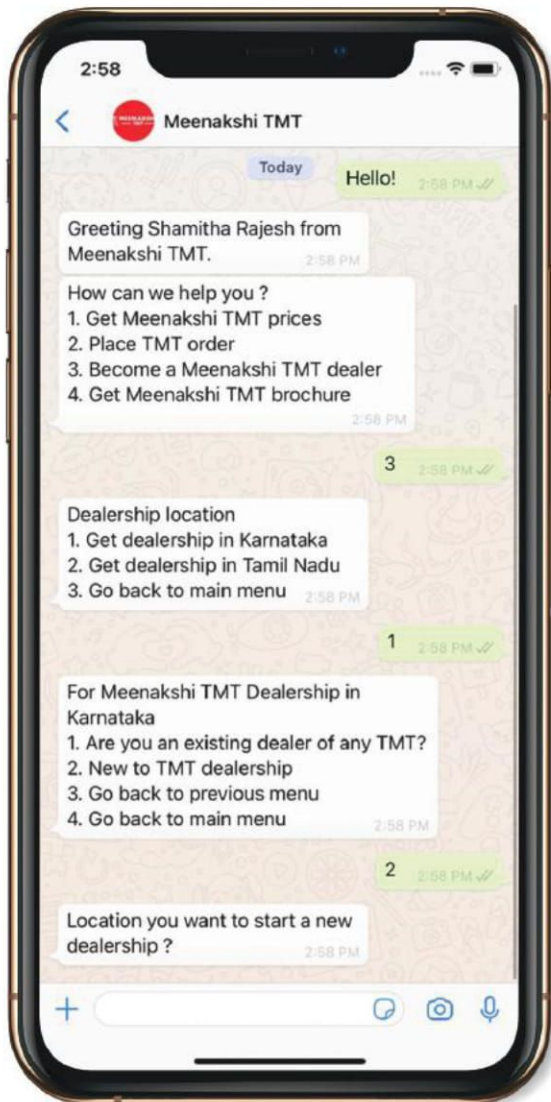 2:58
MEENAKSHI
TMT
Meenakshi TMT
Today
Hello! 2:58 PM
Greeting Shamitha Rajesh from
Meenakshi TMT. 2:58 PM
How can we help you ?
1. Get Meenakshi TMT prices
2. Place TMT order
3. Become a Meenakshi TMT dealer
4. Get Meenakshi TMT brochure
2:58 PM
3 2:58 PM
Dealership location
1. Get dealership in Karnataka
2. Get dealership in Tamil Nadu
3. Go back to main menu 2:58 PM
1 2:58 PM
For Meenakshi TMT Dealership in
Karnataka
1. Are you an existing dealer of any TMT?
2. New to TMT dealership
3. Go back to previous menu
4. Go back to main menu 2:58 PM
2 2:58 PM
Location you want to start a new
dealership ? 2:58 PM